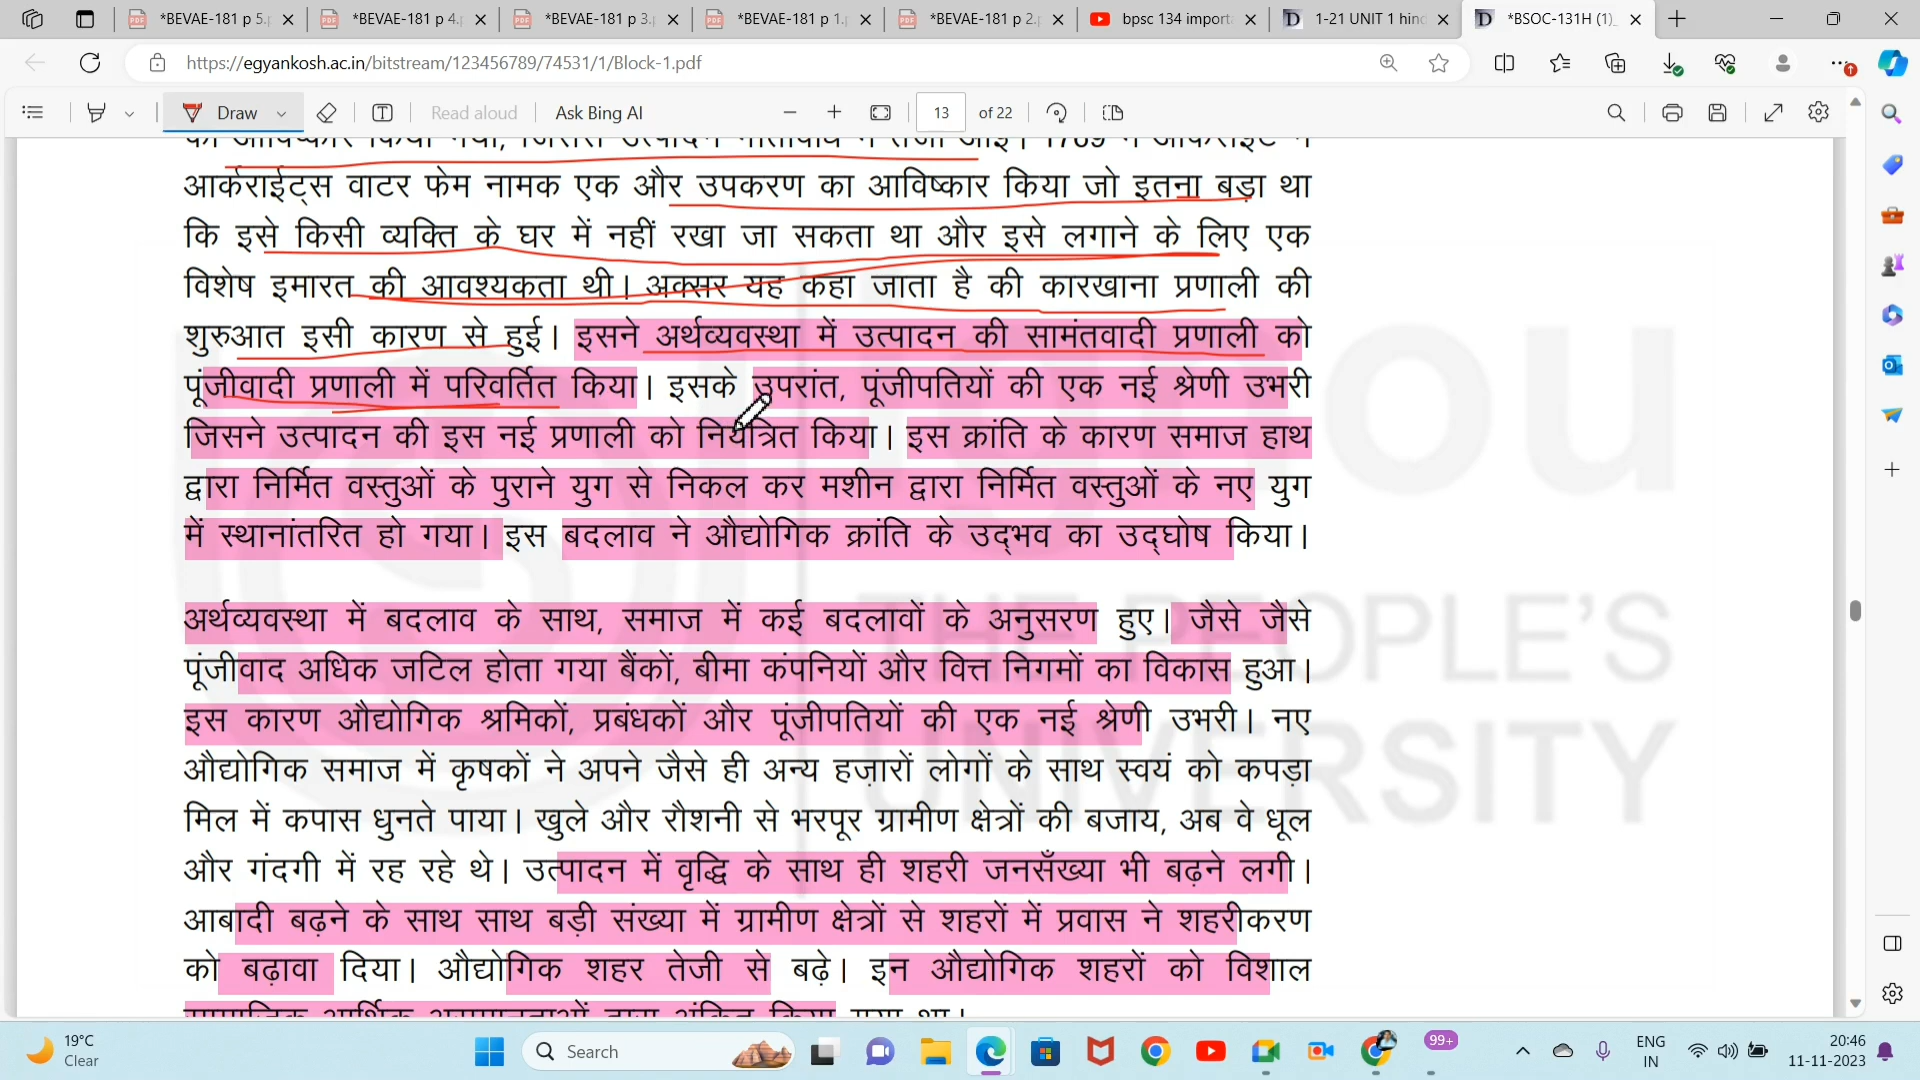 *BEVAE-181 p 5.
*BEVAE-181 p 4.
*BEVAE-181 p 3.
*BEVAE-181 p 1.
*BEVAE-181 p 2.
bpsc 134 import
1-21 UNIT 1 hin
*BSOC-131H (1)
https://egyankosh.ac.in/bitstream/123456789/74531/1/Block-1.pdf
Draw
Read aloud
Ask Bing AI
13 of 22
आर्कराईट्स वाटर फेम नामक एक और उपकरण का आविष्कार किया जो इतना बड़ा था
कि इसे किसी व्यक्ति के घर में नहीं रखा जा सकता था और इसे लगाने के लिए एक
विशेष इमारत की आवश्यकता थी। अक्सर यह कहा जाता है की कारखाना प्रणाली की
शुरुआत इसी कारण से हुई। इसने अर्थव्यवस्था में उत्पादन की सामंतवादी प्रणाली को
पूंजीवादी प्रणाली में परिवर्तित किया। इसके उपरांत, पूंजीपतियों की एक नई श्रेणी उभरी
जिसने उत्पादन की इस नई प्रणाली को नियंत्रित किया। इस क्रांति के कारण समाज हाथ
द्वारा निर्मित वस्तुओं के पुराने युग से निकल कर मशीन द्वारा निर्मित वस्तुओं के नए युग
में स्थानांतरित हो गया। इस बदलाव ने औद्योगिक क्रांति के उद्भव का उद्घोष किया।
अर्थव्यवस्था में बदलाव के साथ, समाज में कई बदलावों के अनुसरण हुए। जैसे जैसे
पूंजीवाद अधिक जटिल होता गया बैंकों, बीमा कंपनियों और वित्त निगमों का विकास हुआ।
इस कारण औद्योगिक श्रमिकों, प्रबंधकों और पूंजीपतियों की एक नई श्रेणी उभरी। नए
औद्योगिक समाज में कृषकों ने अपने जैसे ही अन्य हज़ारों लोगों के साथ स्वयं को कपड़ा
मिल में कपास धुनते पाया। खुले और रौशनी से भरपूर ग्रामीण क्षेत्रों की बजाय, अब वे धूल
और गंदगी में रह रहे थे। उत्पादन में वृद्धि के साथ ही शहरी जनसँख्या भी बढ़ने लगी।
आबादी बढ़ने के साथ साथ बड़ी संख्या में ग्रामीण क्षेत्रों से शहरों में प्रवास ने शहरीकरण
को बढ़ावा दिया। औद्योगिक शहर तेजी से बढ़े। इन औद्योगिक शहरों को विशाल
ignou
THE PEOPLE'S
UNIVERSITY
19°C
Clear
Search
99+
ENG
IN
20:46
11-11-2023